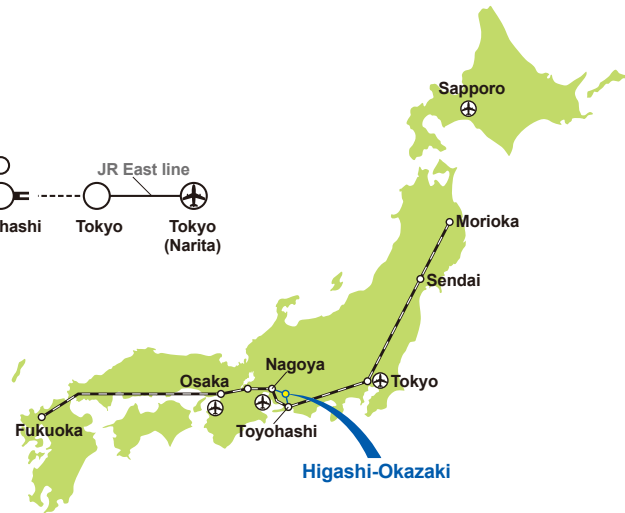 Sapporo
JR East line
hashi
Tokyo
Tokyo
(Narita)
Morioka
Sendai
Nagoya
Osaka
Tokyo
Fukuoka
Toyohashi
Higashi-Okazaki